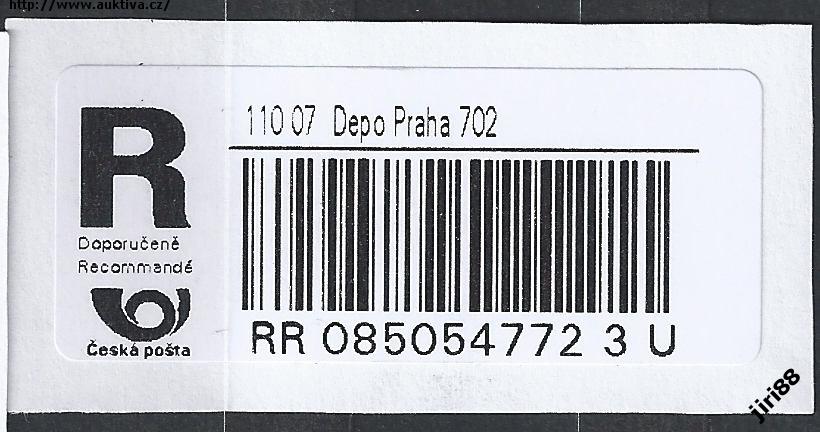 http://www.auktiva.cz/
110 07 Depo Praha 702
R
Doporučeně
Recommandé
Česká pošta
RR 085054772 3 U
jiri88